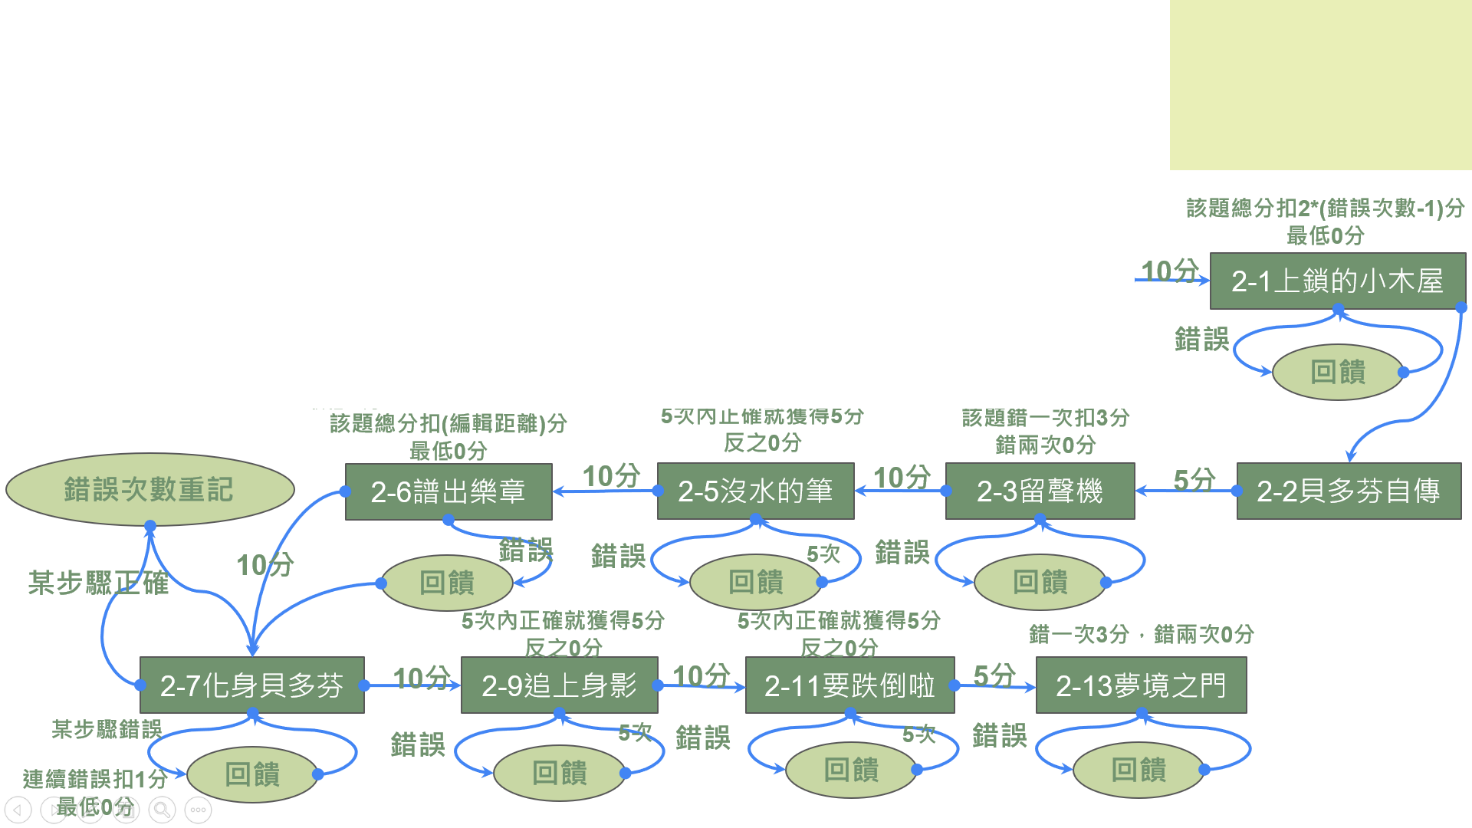 該題總分扣2*(錯誤次數-1)分
最低0分
10分
2-1上鎖的小木屋
錯誤
回饋
該題總分扣(編輯距離)分
最低0分
5次內正確就獲得5分
反之0分
該題錯一次扣3分
錯兩次0分
錯誤次數重記
2-6譜出樂章
10分
2-5沒水的筆
10分
2-3留聲機
5分
2-2貝多芬自傳
某步驟正確
10分
錯誤
回饋
錯誤
回饋
5次
錯誤
回饋
5次內正確就獲得5分
反之0分
5次內正確就獲得5分
反之0分
錯一次3分，錯兩次0分
2-7化身貝多芬
10分
2-9追上身影
10分
2-11要跌倒啦
5分
2-13夢境之門
某步驟錯誤
回饋
錯誤
回饋
5次
錯誤
回饋
5次
錯誤
回饋
連續錯誤扣1分
最低0分